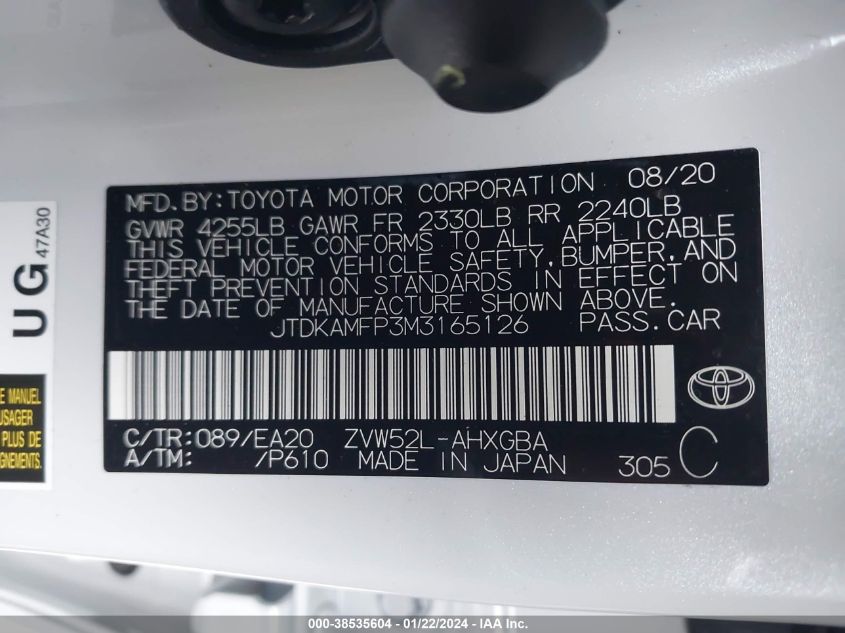 MFD. BY: TOYOTA MOTOR CORPORATION 08/20
GVWR 4255LB GAWR FR 2330LB RR 2240LB
THIS VEHICLE CONFORMS TO ALL APPLICABLE
FEDERAL MOTOR VEHICLE SAFETY, BUMPER, AND
THEFT PREVENTION STANDARDS IN EFFECT ON
THE DATE OF MANUFACTURE SHOWN ABOVE.
JTDKAMFP3M3165126 PASS. CAR
C/TR: 089/EA20 ZVW52L-AHXGBA
A/TM: /P610 MADE IN JAPAN 305 C
UG
47A30
E MANUEL
USAGER
PLUS DE
SEIGNEMENTS
# 38535604 - 01/22/2024 - IAA Inc.